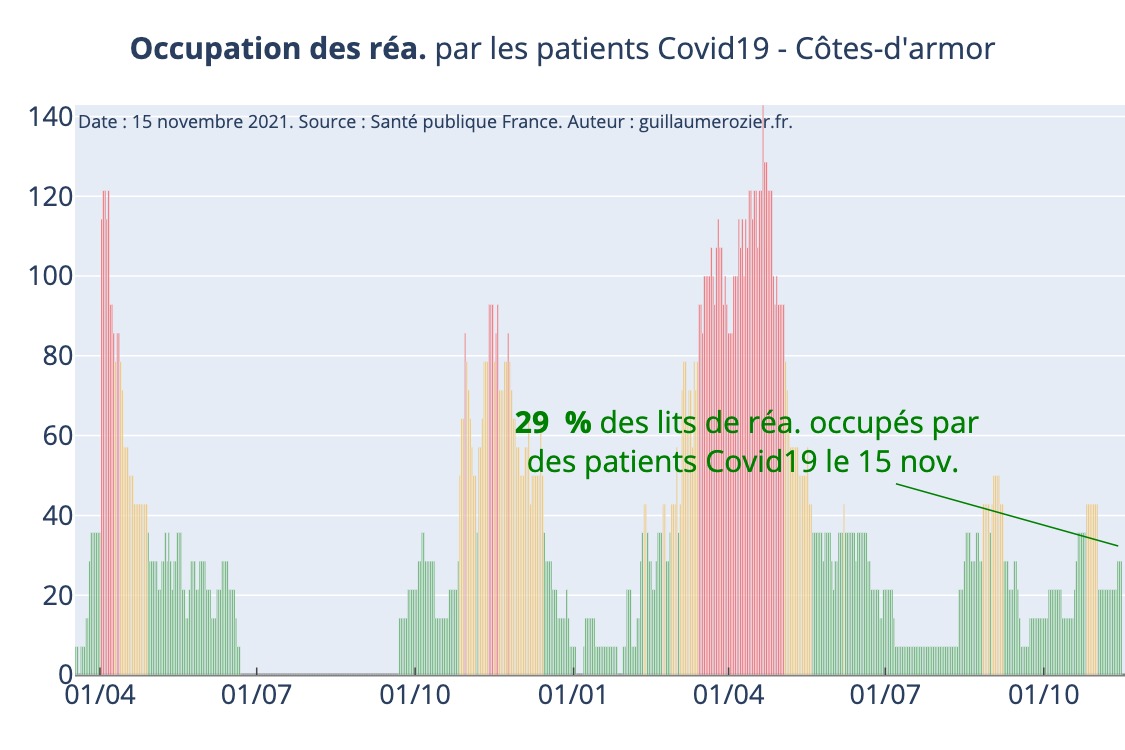 Occupation des réa. par les patients Covid19 - Côtes-d'armor
140
Date : 15 novembre 2021. Source : Santé publique France. Auteur : guillaumerozier.fr.
120
100
80
29 % des lits de réa. occupés par
60
des patients Covid19 le 15 nov.
40
20
0
01/04 01/07 01/10 01/01 01/04 01/07 01/10